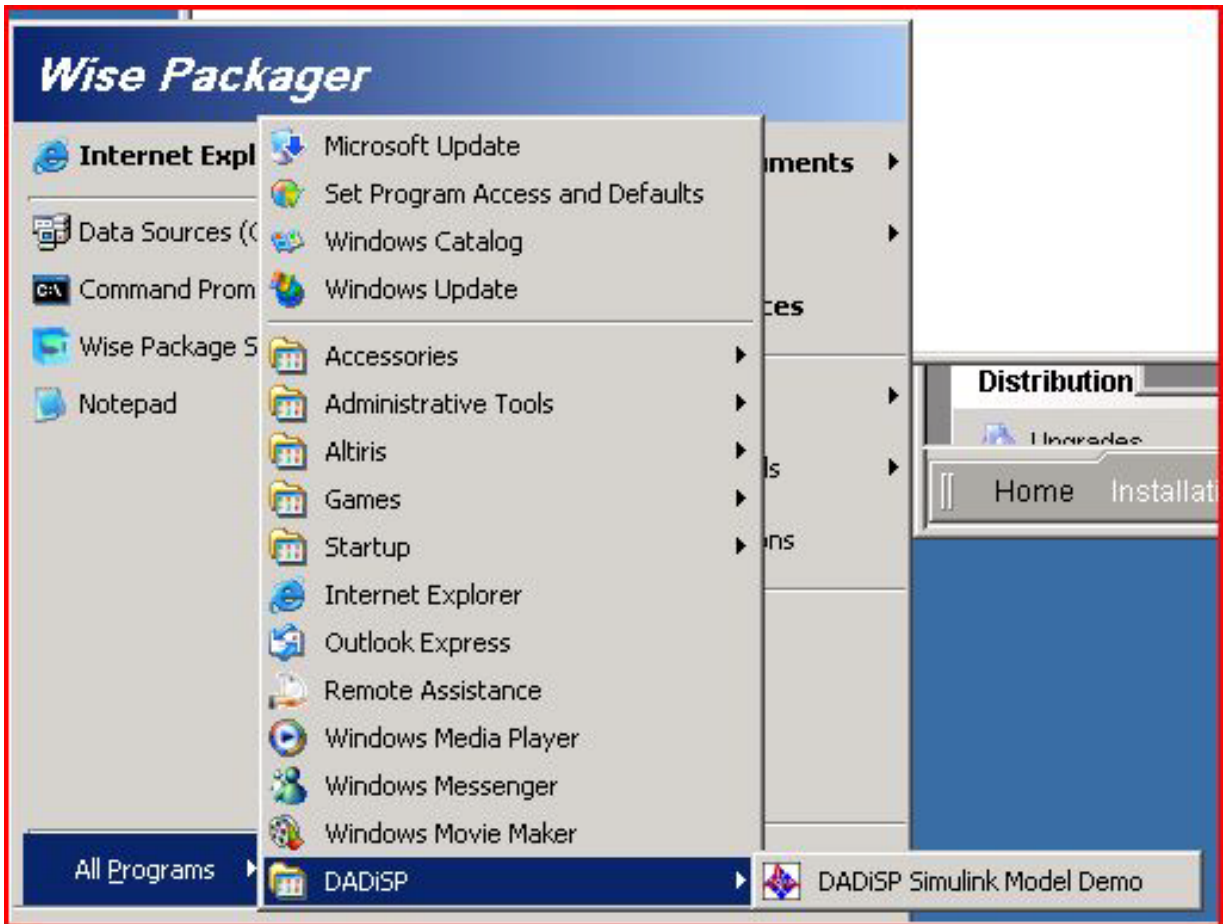 Wise Packager
Internet Expl
Data Sources ((
Command Prom
Wise Package S
Notepad
All Programs
Microsoft Update
Set Program Access and Defaults
Windows Catalog
Windows Update
Accessories
Administrative Tools
Altiris
Games
Startup
Internet Explorer
Outlook Express
Remote Assistance
Windows Media Player
Windows Messenger
Windows Movie Maker
DADiSP
DADiSP Simulink Model Demo
uments
ces
ls
ons
Distribution
Upgrades
Home Installati